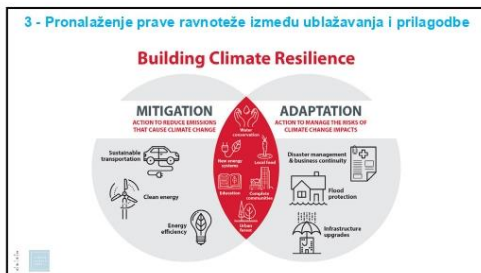 3 - Pronalaženje prave ravnoteže između ublažavanja i prilagodbe
Building Climate Resilience
MITIGATION
ACTION TO REDUCE EMISSIONS
THAT CAUSE CLIMATE CHANGE
Sustainable
transportation
Clean energy
Energy
efficiency
Water
conservation
New energy
systems
Local food
Education
Complete
communities
Urban
forest
ADAPTATION
ACTION TO MANAGE THE RISKS OF
CLIMATE CHANGE IMPACTS
Disaster management
& business continuity
Flood
protection
Infrastructure
upgrades